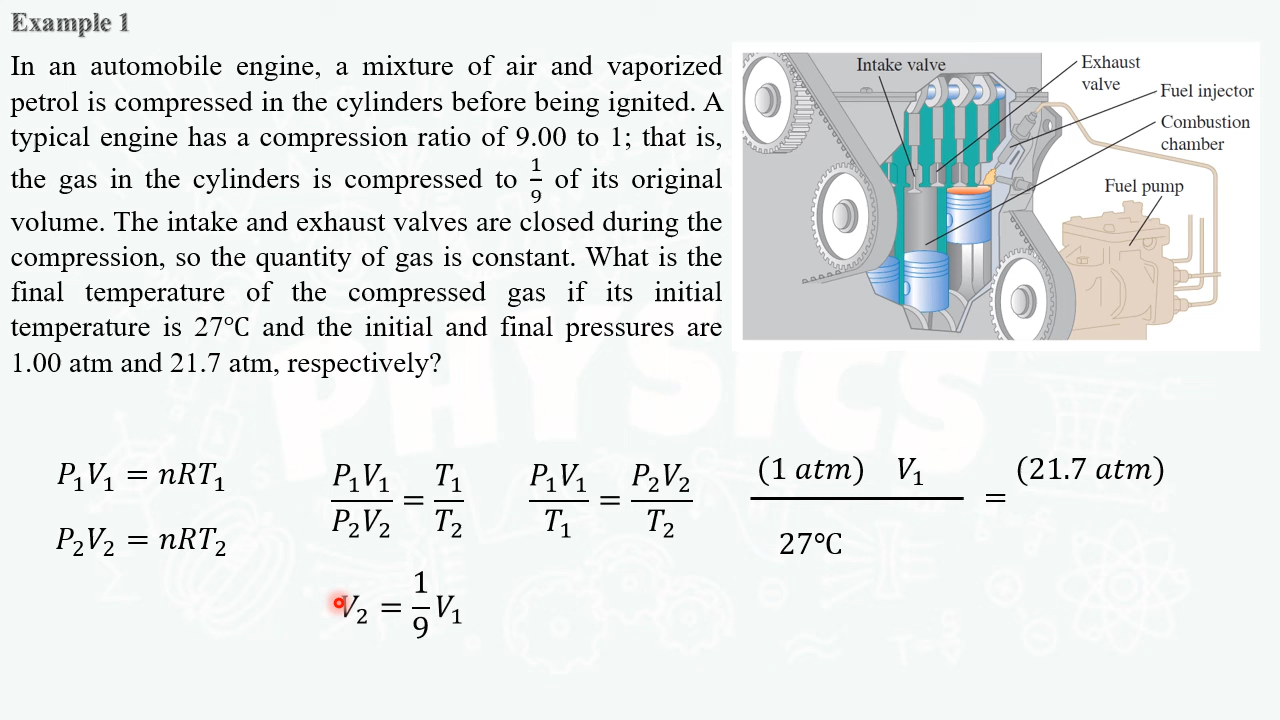 Example 1
In an automobile engine, a mixture of air and vaporized
petrol is compressed in the cylinders before being ignited. A
typical engine has a compression ratio of 9.00 to 1; that is,
the gas in the cylinders is compressed to 1/9 of its original
volume. The intake and exhaust valves are closed during the
compression, so the quantity of gas is constant. What is the
final temperature of the compressed gas if its initial
temperature is 27°C and the initial and final pressures are
1.00 atm and 21.7 atm, respectively?
Intake valve
Exhaust
valve
Fuel injector
Combustion
chamber
Fuel pump
PHYSICS
P₁V₁ = nRT₁
P₂V₂ = nRT₂
P₁V₁/P₂V₂ = T₁/T₂
P₁V₁/T₁ = P₂V₂/T₂
(1 atm) V₁ / 27°C = (21.7 atm)
V₂ = 1/9 V₁